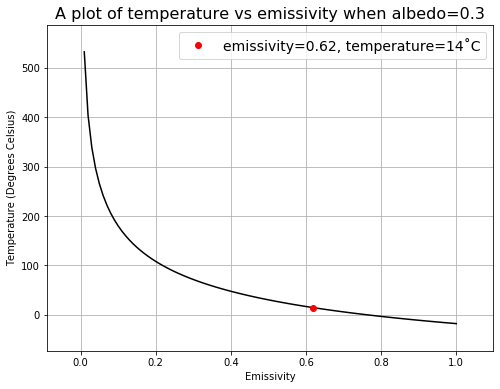 A plot of temperature vs emissivity when albedo=0.3
emissivity=0.62, temperature=14˚C
Temperature (Degrees Celsius)
500
400
300
200
100
0
0.0 0.2 0.4 0.6 0.8 1.0
Emissivity